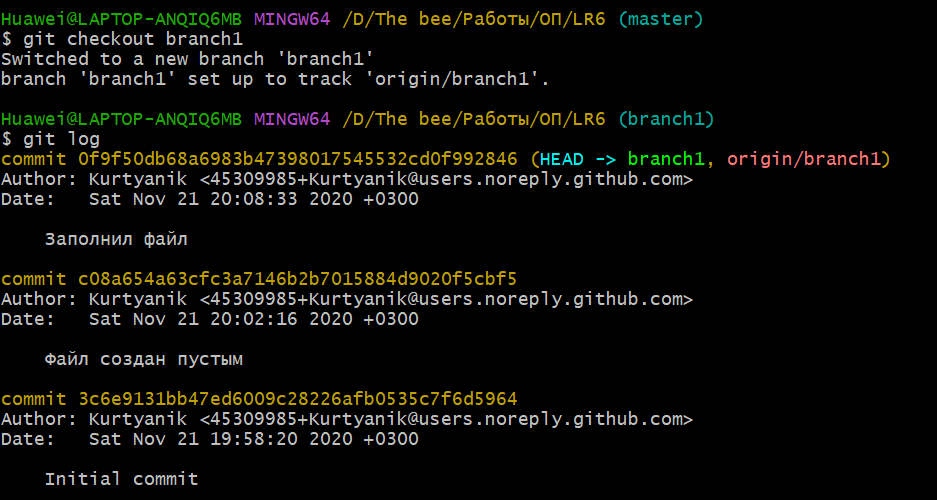 Huawei@LAPTOP-ANQIQ6MB MINGW64 /D/The bee/Работы/ОП/LR6 (master)
$ git checkout branch1
Switched to a new branch 'branch1'
branch 'branch1' set up to track 'origin/branch1'.
Huawei@LAPTOP-ANQIQ6MB MINGW64 /D/The bee/Работы/ОП/LR6 (branch1)
$ git log
commit 0f9f50db68a6983b47398017545532cd0f992846 (HEAD -> branch1, origin/branch1)
Author: Kurtyanik <45309985+Kurtyanik@users.noreply.github.com>
Date:   Sat Nov 21 20:08:33 2020 +0300
Заполнил файл
commit c08a654a63cfc3a7146b2b7015884d9020f5cbf5
Author: Kurtyanik <45309985+Kurtyanik@users.noreply.github.com>
Date:   Sat Nov 21 20:02:16 2020 +0300
Файл создан пустым
commit 3c6e9131bb47ed6009c28226afb0535c7f6d5964
Author: Kurtyanik <45309985+Kurtyanik@users.noreply.github.com>
Date:   Sat Nov 21 19:58:20 2020 +0300
Initial commit